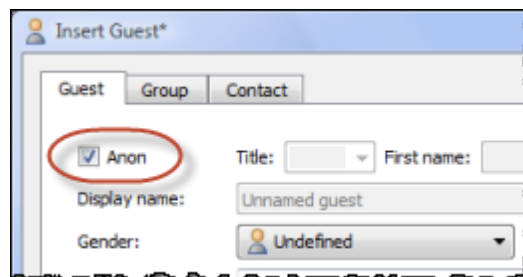 Insert Guest*
Guest Group Contact
Anon Title: First name:
Display name: Unnamed guest
Gender: Undefined